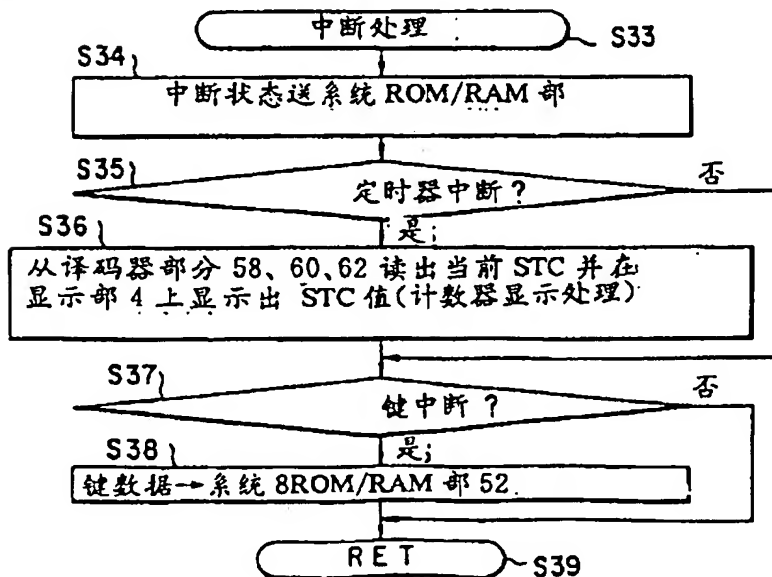 中断处理
S33
S34
中断状态送系统 ROM/RAM 部
S35
定时器中断？
否
是;
S36
从译码器部分 58、60、62 读出当前 STC 并在
显示部 4 上显示出 STC 值(计数器显示处理)
S37
键中断？
否
是;
S38
键数据→系统 8ROM/RAM 部 52
RET
S39